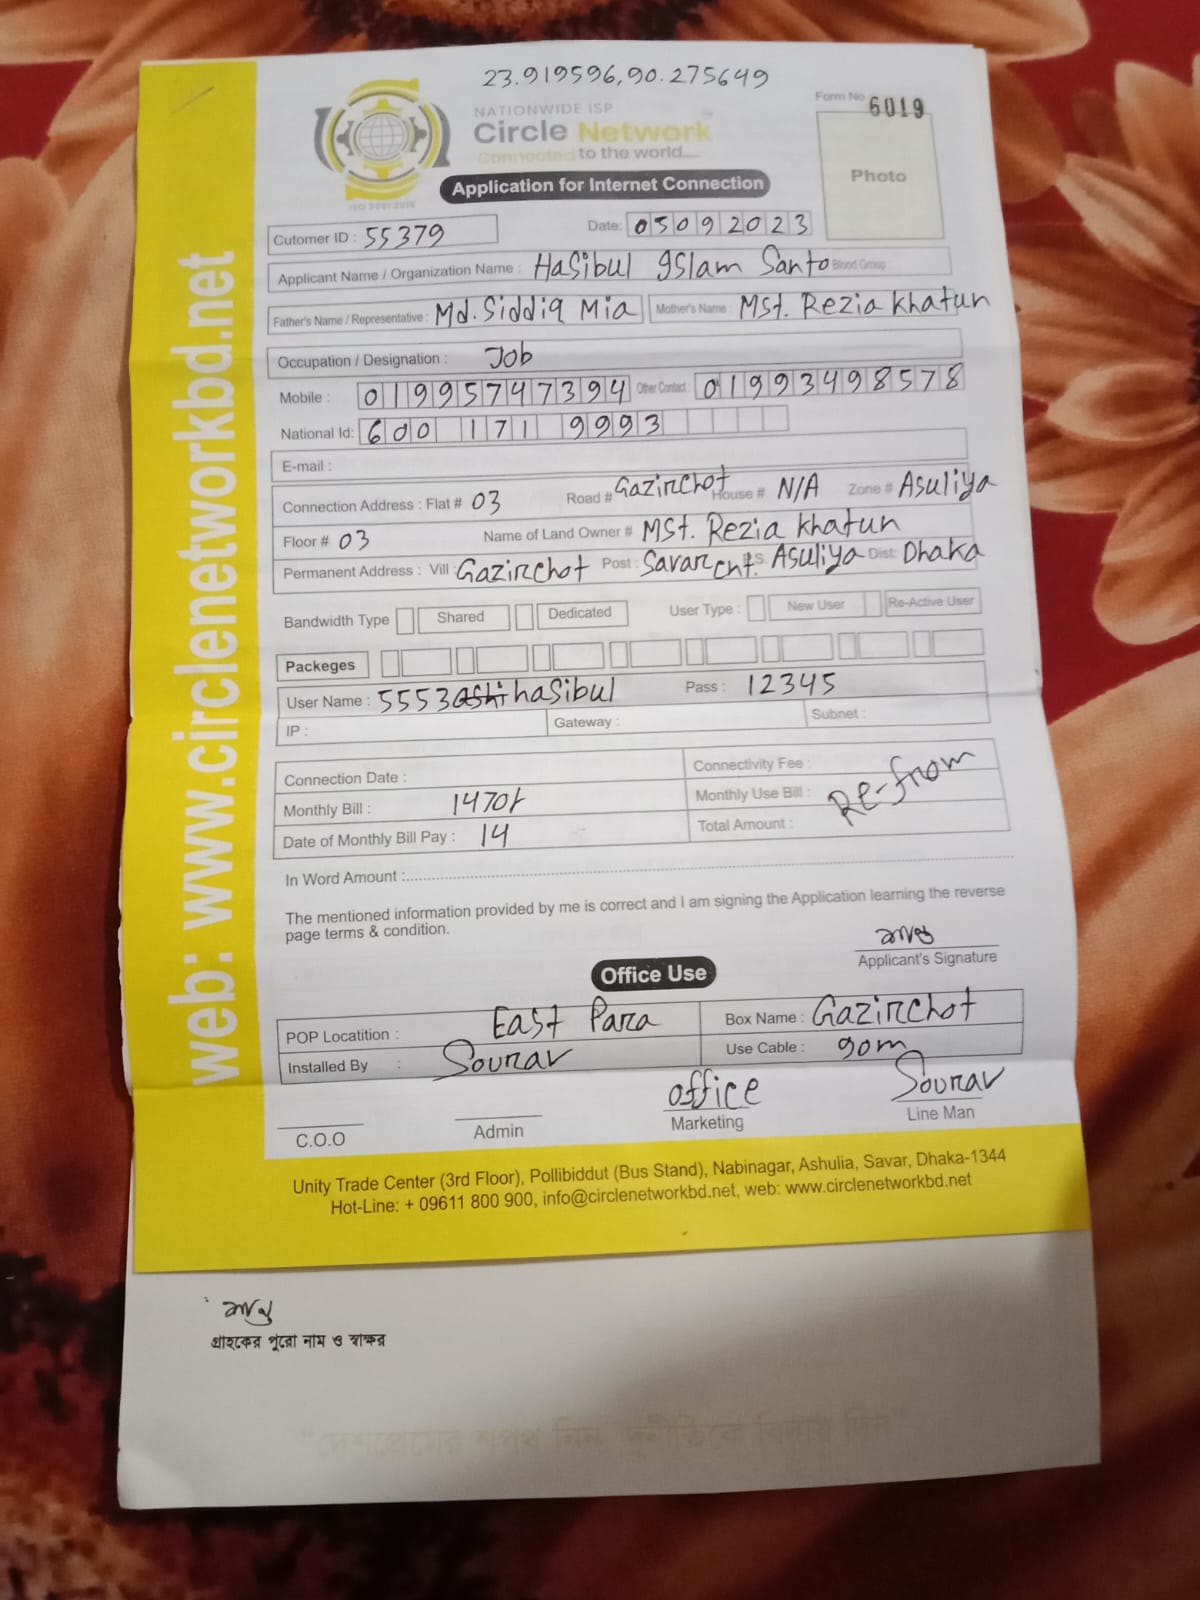 23.919596,90.275649
NATIONWIDE ISP
Circle Network
Connected to the world...
ISO 9001:2015
Form No 6019
Photo
Application for Internet Connection
Cutomer ID : 55379 Date: 05092023
Applicant Name / Organization Name : Hasibul Islam Santo Blood Group
Father's Name / Representative : Md. Siddiq Mia Mother's Name : MSt. Rezia Khatun
Occupation / Designation : Job
Mobile : 01995747394 Other Contact : 01993498578
National Id: 600 171 9993
E-mail :
Connection Address : Flat # 03 Road # Gazirchot House # N/A Zone # Asuliya
Floor # 03 Name of Land Owner # MSt. Rezia Khatun
Permanent Address : Vill : Gazirchot Post : Savar Cnt. P.S. Asuliya Dist: Dhaka
Bandwidth Type Shared Dedicated User Type : New User Re-Active User
Packeges
User Name : 5553 hasibul Pass : 12345
IP : Gateway : Subnet :
Connection Date : Connectivity Fee :
Monthly Bill : 1470/ Monthly Use Bill : Re-from
Date of Monthly Bill Pay : 14 Total Amount :
In Word Amount :
The mentioned information provided by me is correct and I am signing the Application learning the reverse
page terms & condition.
Applicant's Signature
Office Use
POP Locatition : East Para Box Name : Gazirchot
Installed By : Sourav Use Cable : 90m
office Sourav
C.O.O Admin Marketing Line Man
Unity Trade Center (3rd Floor), Pollibiddut (Bus Stand), Nabinagar, Ashulia, Savar, Dhaka-1344
Hot-Line: + 09611 800 900, info@circlenetworkbd.net, web: www.circlenetworkbd.net
web: www.circlenetworkbd.net
গ্রাহকের পুরো নাম ও স্বাক্ষর
"দেশপ্রেমের শপথ নিন, দুর্নীতিকে বিদায় দিন"